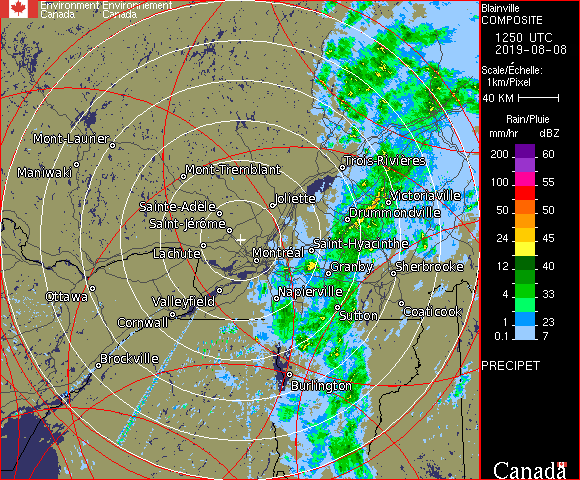 Environment Environnement
Canada Canada
Blainville
COMPOSITE
1250 UTC
2019-08-08
Scale/Échelle:
1km/Pixel
40 KM
Rain/Pluie
mm/hr dBZ
200 60
100 55
50 50
24 45
12 40
4 33
1 23
0.1 7
PRECIPET
Canada
Mont-Laurier
Maniwaki
Mont-Tremblant
Trois-Rivieres
Sainte-Adele
Joliette
Victoriaville
Drummondville
Saint-Jérôme
Lachute
Montréal
Saint-Hyacinthe
Granby
Sherbrooke
Ottawa
Valleyfield
Napierville
Cornwall
Sutton
Coaticook
Brockville
Burlington